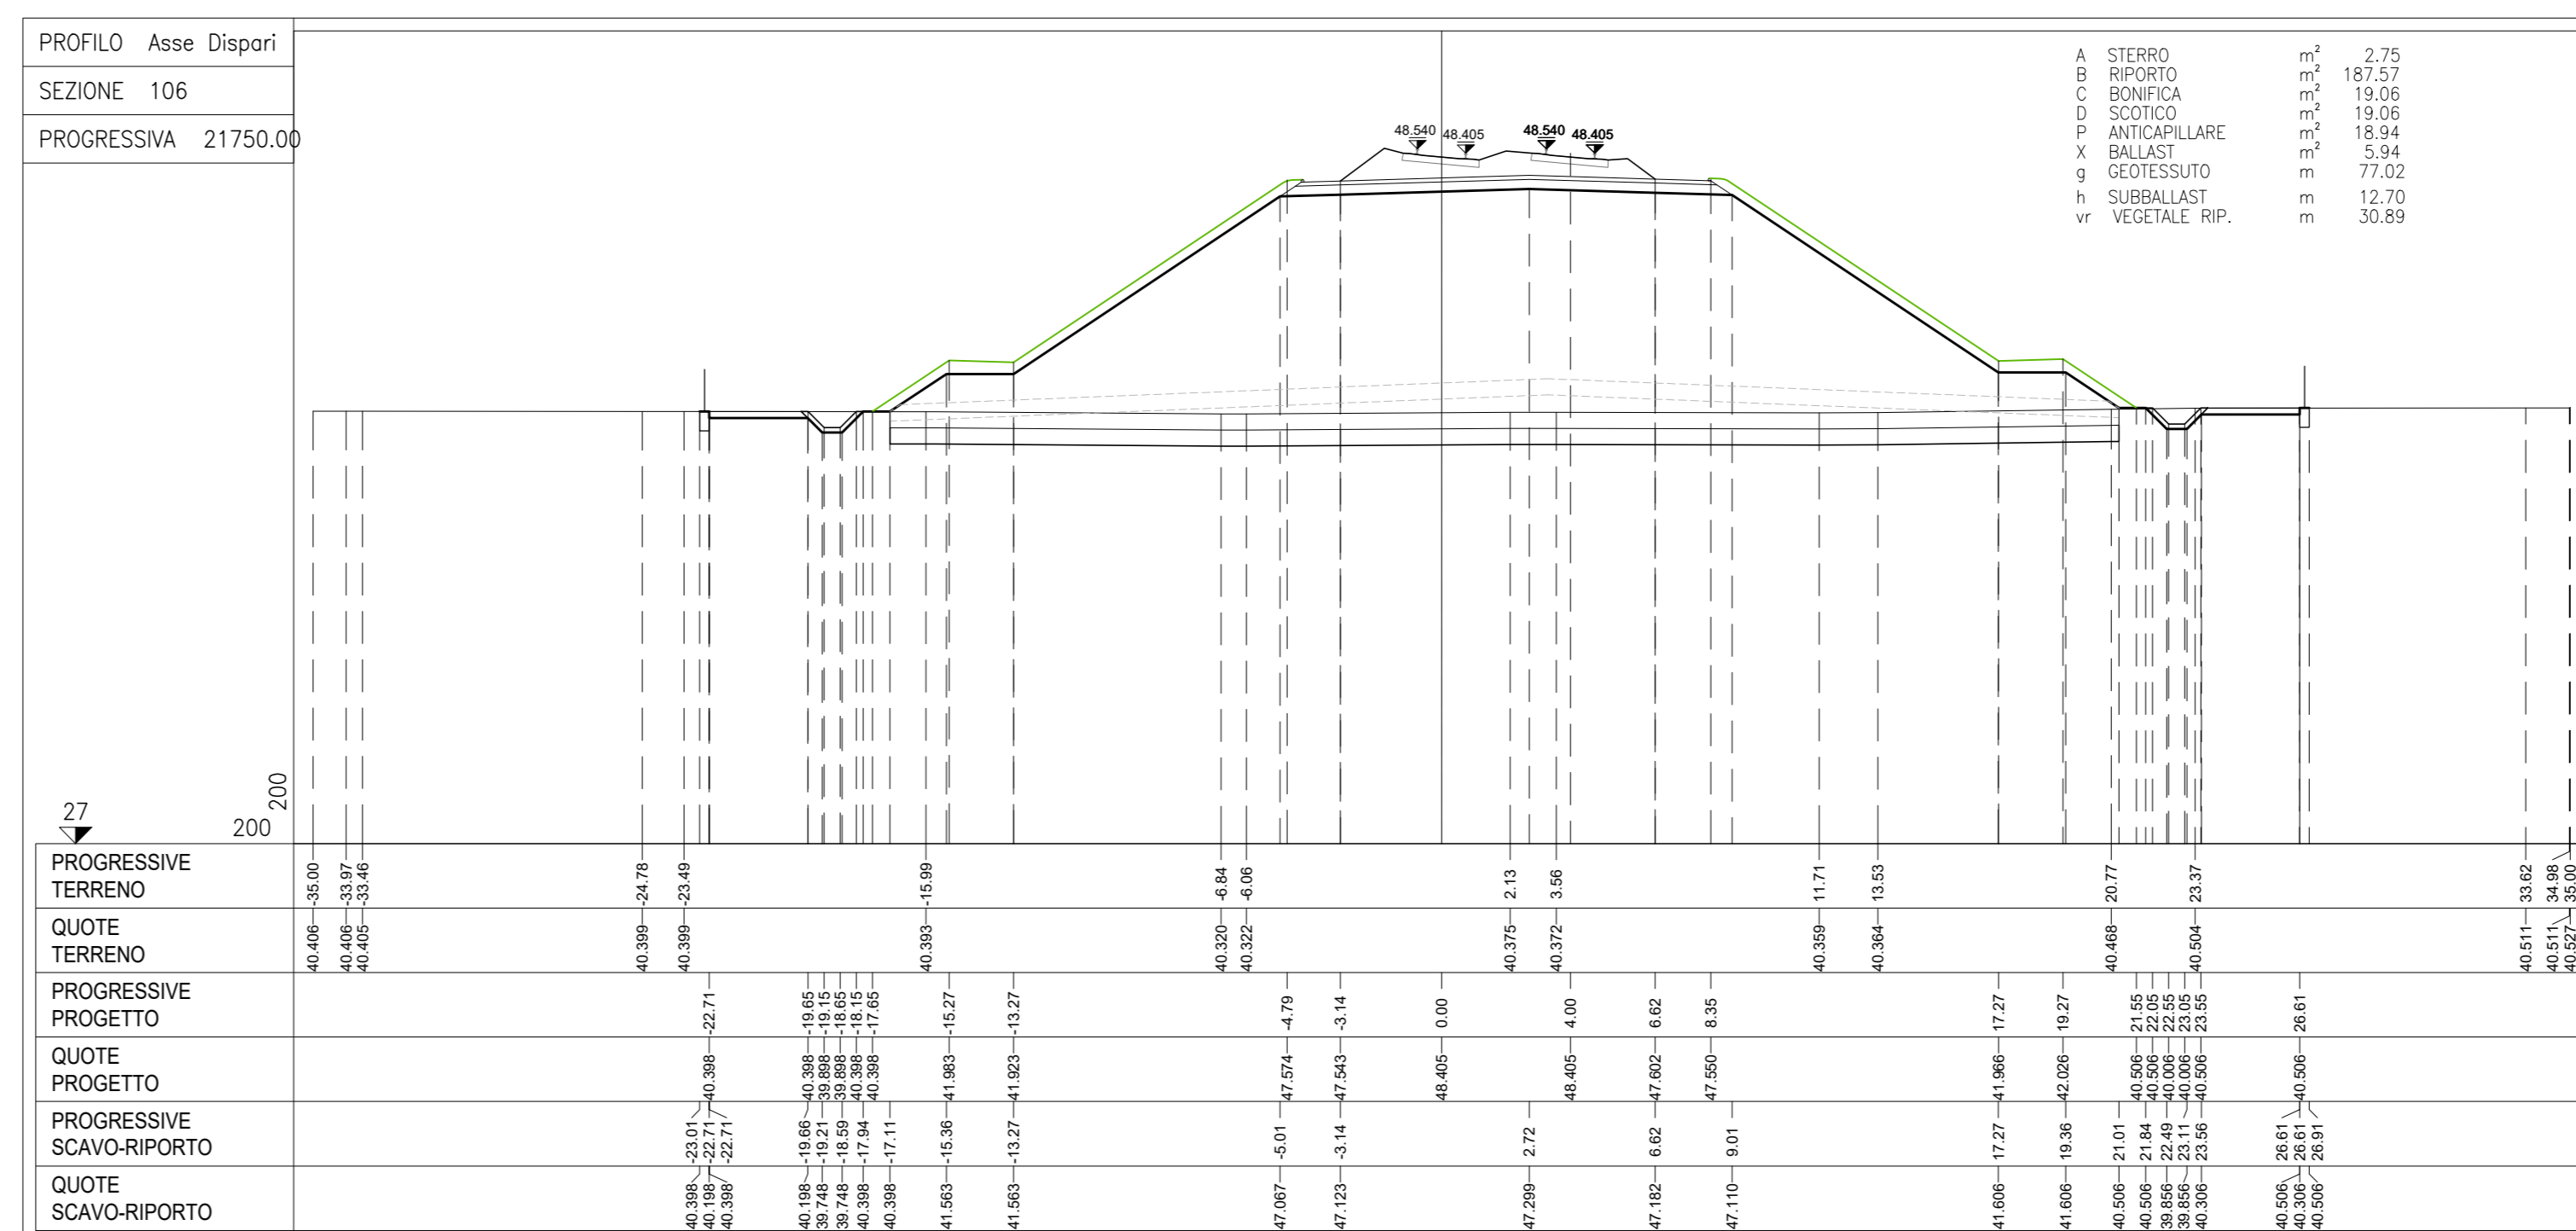 PROFILO Asse Dispari
SEZIONE 106
PROGRESSIVA 21750.00
A STERRO m² 2.75
B RIPORTO m² 187.57
C BONIFICA m² 19.06
D SCOTICO m² 19.06
P ANTICAPILLARE m² 18.94
X BALLAST m² 5.94
g GEOTESSUTO m 77.02
h SUBBALLAST m 12.70
vr VEGETALE RIP. m 30.89
48.540 48.405 48.540 48.405
200
27
200
PROGRESSIVE TERRENO -35.00 -33.97 -33.46 -24.78 -23.49 -15.99 -6.84 -6.06 2.13 3.56 11.71 13.53 20.77 23.37 33.62 34.98 35.00
QUOTE TERRENO 40.406 40.406 40.405 40.399 40.399 40.393 40.320 40.322 40.375 40.372 40.359 40.364 40.468 40.504 40.511 40.511 40.527
PROGRESSIVE PROGETTO -22.71 -19.65 -19.15 -18.65 -18.15 -17.65 -15.27 -13.27 -4.79 -3.14 0.00 4.00 6.62 8.35 17.27 19.27 21.55 22.05 22.55 23.05 23.55 26.61
QUOTE PROGETTO 40.398 40.398 39.898 39.898 40.398 40.398 41.983 41.923 47.574 47.543 48.405 48.405 47.602 47.550 41.966 42.026 40.506 40.506 40.006 40.006 40.506 40.506
PROGRESSIVE SCAVO-RIPORTO -23.01 -22.71 -22.71 -19.66 -19.21 -18.59 -17.94 -17.11 -15.36 -13.27 -5.01 -3.14 2.72 6.62 9.01 17.27 19.36 21.01 21.84 22.49 23.11 23.56 26.61 26.61 26.91
QUOTE SCAVO-RIPORTO 40.398 40.198 40.398 40.198 39.748 39.748 40.398 40.398 41.563 41.563 47.067 47.123 47.299 47.182 47.110 41.606 41.606 40.506 40.506 39.856 39.856 40.306 40.506 40.306 40.506